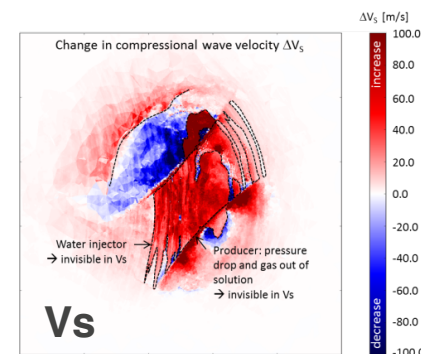 ΔVS [m/s]
Change in compressional wave velocity ΔVS
100.0
increase
80.0
60.0
40.0
20.0
0.0
-20.0
-40.0
-60.0
-80.0
decrease
-100.0
Water injector
→ invisible in Vs
Producer: pressure
drop and gas out of
solution
→ invisible in Vs
Vs